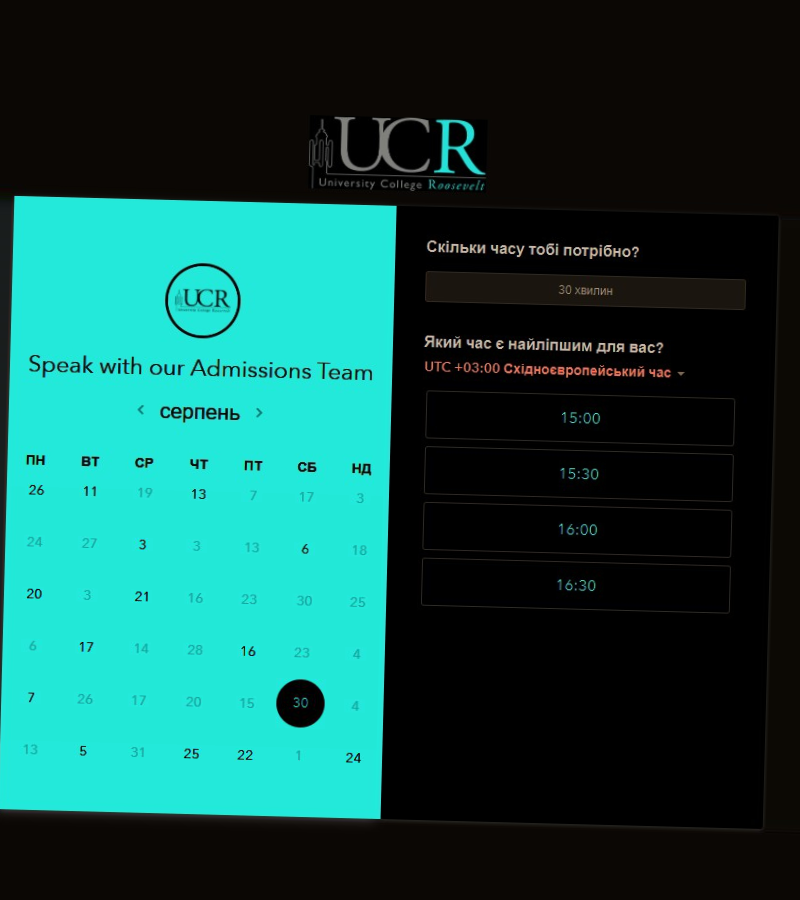 UCR
University College Roosevelt
UCR
University College Roosevelt
Speak with our Admissions Team
серпень
ПН ВТ СР ЧТ ПТ СБ НД
26 11 19 13 7 17 3
24 27 3 3 13 6 18
20 3 21 16 23 30 25
6 17 14 28 16 23 4
7 26 17 20 15 30 4
13 5 31 25 22 1 24
Скільки часу тобі потрібно?
30 хвилин
Який час є найліпшим для вас?
UTC +03:00 Східноєвропейський час
15:00
15:30
16:00
16:30